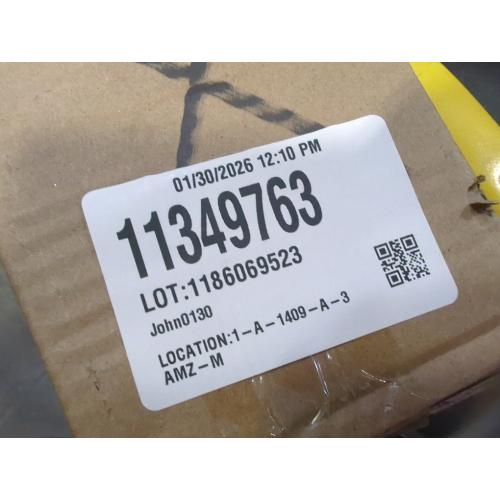 01/30/2026 12:10 PM
11349763
LOT:1186069523
John0130
LOCATION:1-A-1409-A-3
AMZ-M